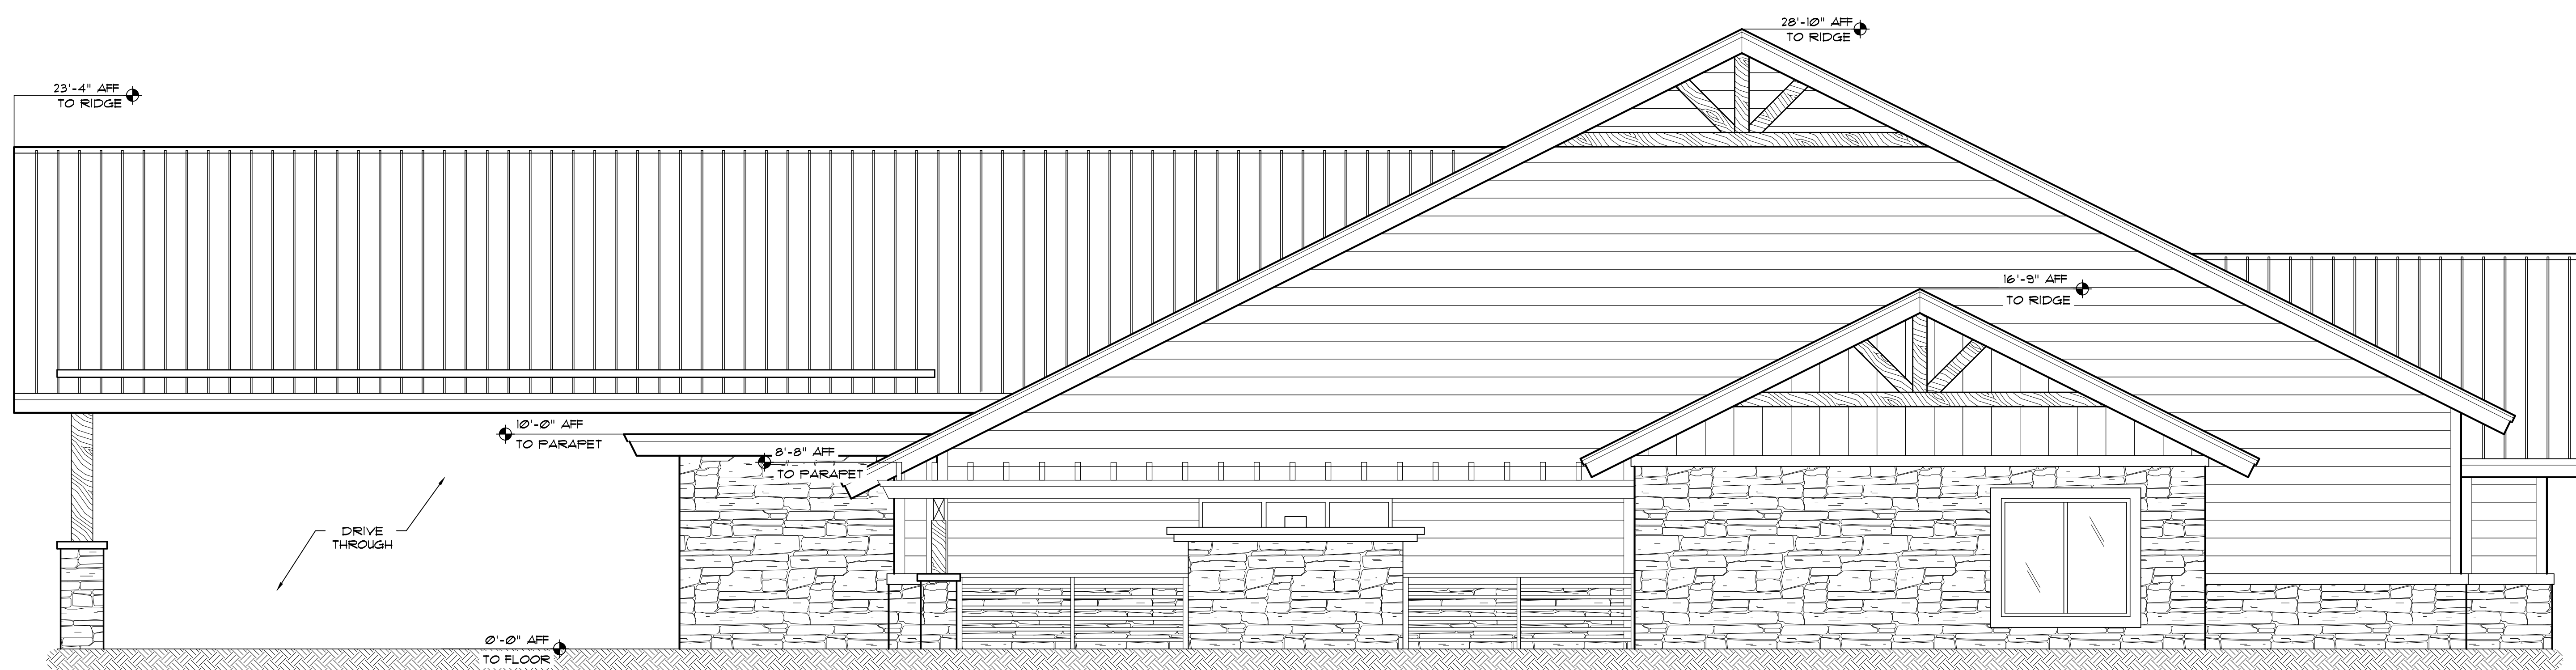 28'-10" AFF
TO RIDGE
23'-4" AFF
TO RIDGE
16'-9" AFF
TO RIDGE
10'-0" AFF
TO PARAPET
8'-8" AFF
TO PARAPET
DRIVE
THROUGH
0'-0" AFF
TO FLOOR